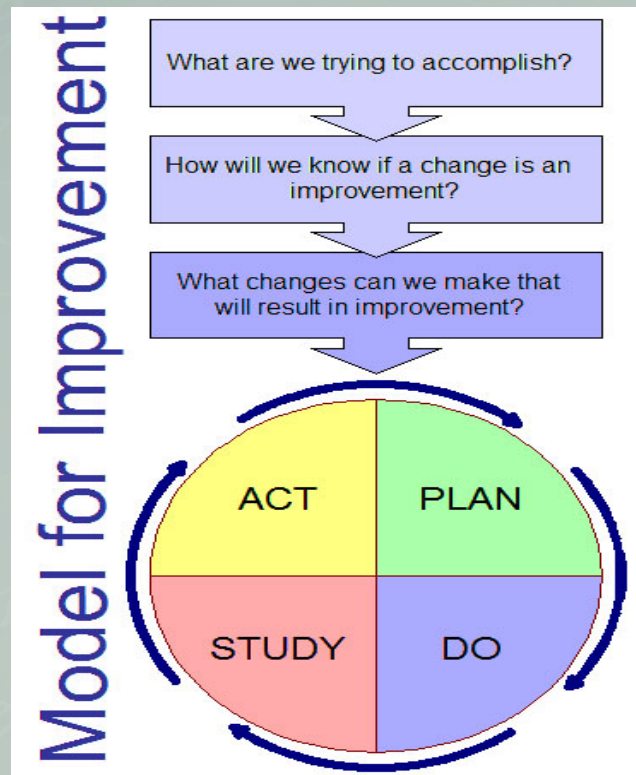 Model for Improvement
What are we trying to accomplish?
How will we know if a change is an
improvement?
What changes can we make that
will result in improvement?
ACT
PLAN
STUDY
DO